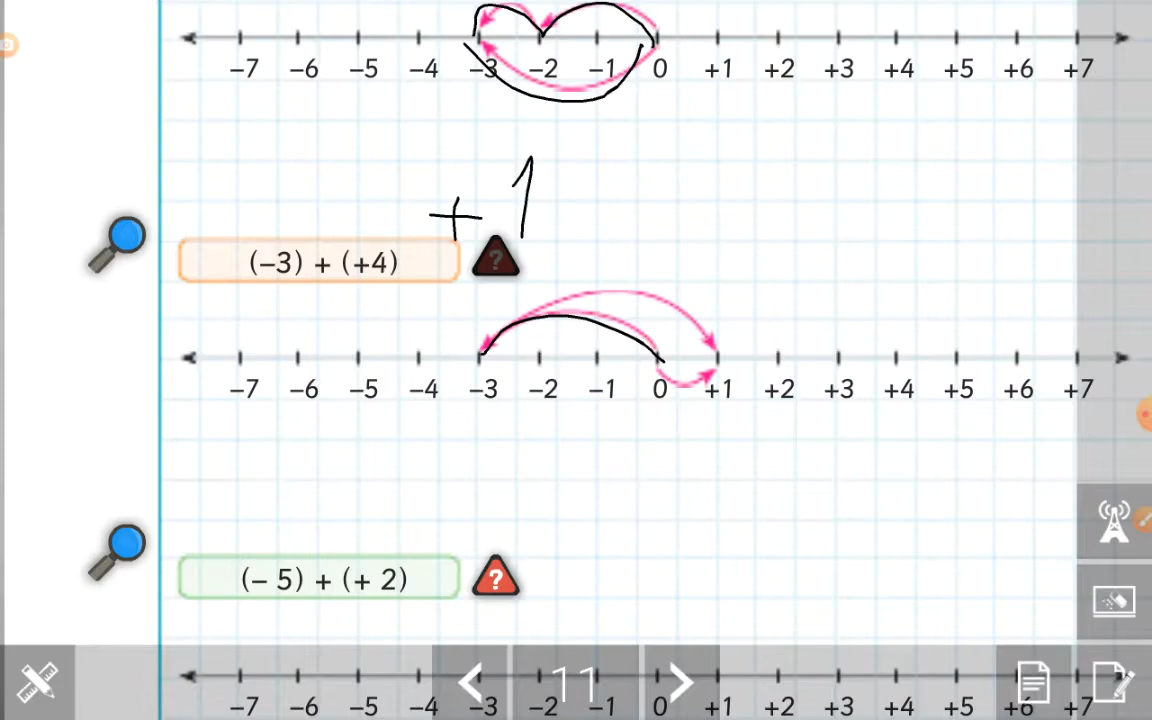 –7 –6 –5 –4 –3 –2 –1 0 +1 +2 +3 +4 +5 +6 +7
+ 1
(–3) + (+4) ?
–7 –6 –5 –4 –3 –2 –1 0 +1 +2 +3 +4 +5 +6 +7
(– 5) + (+ 2) ?
11
–7 –6 –5 –4 –3 –2 –1 0 +1 +2 +3 +4 +5 +6 +7